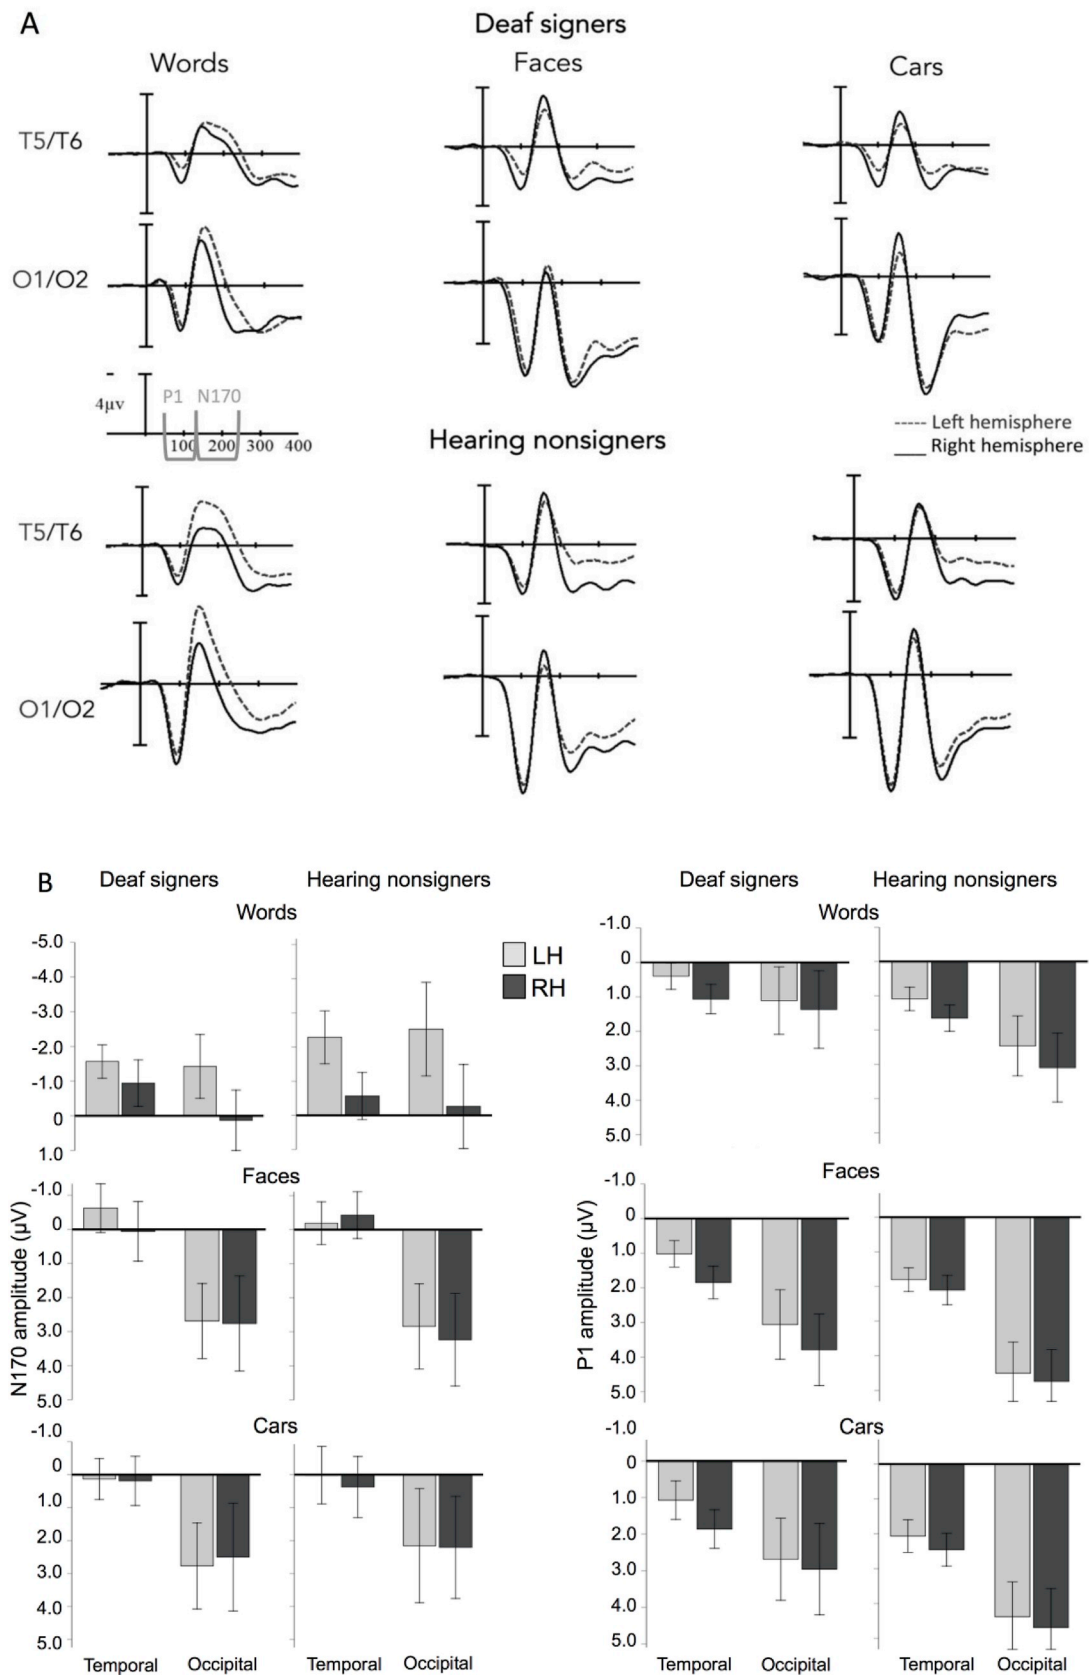 A
Deaf signers
Words
Faces
Cars
T5/T6
O1/O2
4μv
P1 N170
100 200 300 400
Hearing nonsigners
Left hemisphere
Right hemisphere
T5/T6
O1/O2
B
Deaf signers
Hearing nonsigners
Words
LH
RH
-5.0
-4.0
-3.0
-2.0
-1.0
0
1.0
Faces
-1.0
0
1.0
2.0
3.0
4.0
5.0
N170 amplitude (μV)
Cars
-1.0
0
1.0
2.0
3.0
4.0
5.0
Temporal Occipital Temporal Occipital
Deaf signers
Hearing nonsigners
Words
-1.0
0
1.0
2.0
3.0
4.0
5.0
Faces
-1.0
0
1.0
2.0
3.0
4.0
5.0
P1 amplitude (μV)
Cars
-1.0
0
1.0
2.0
3.0
4.0
5.0
Temporal Occipital Temporal Occipital